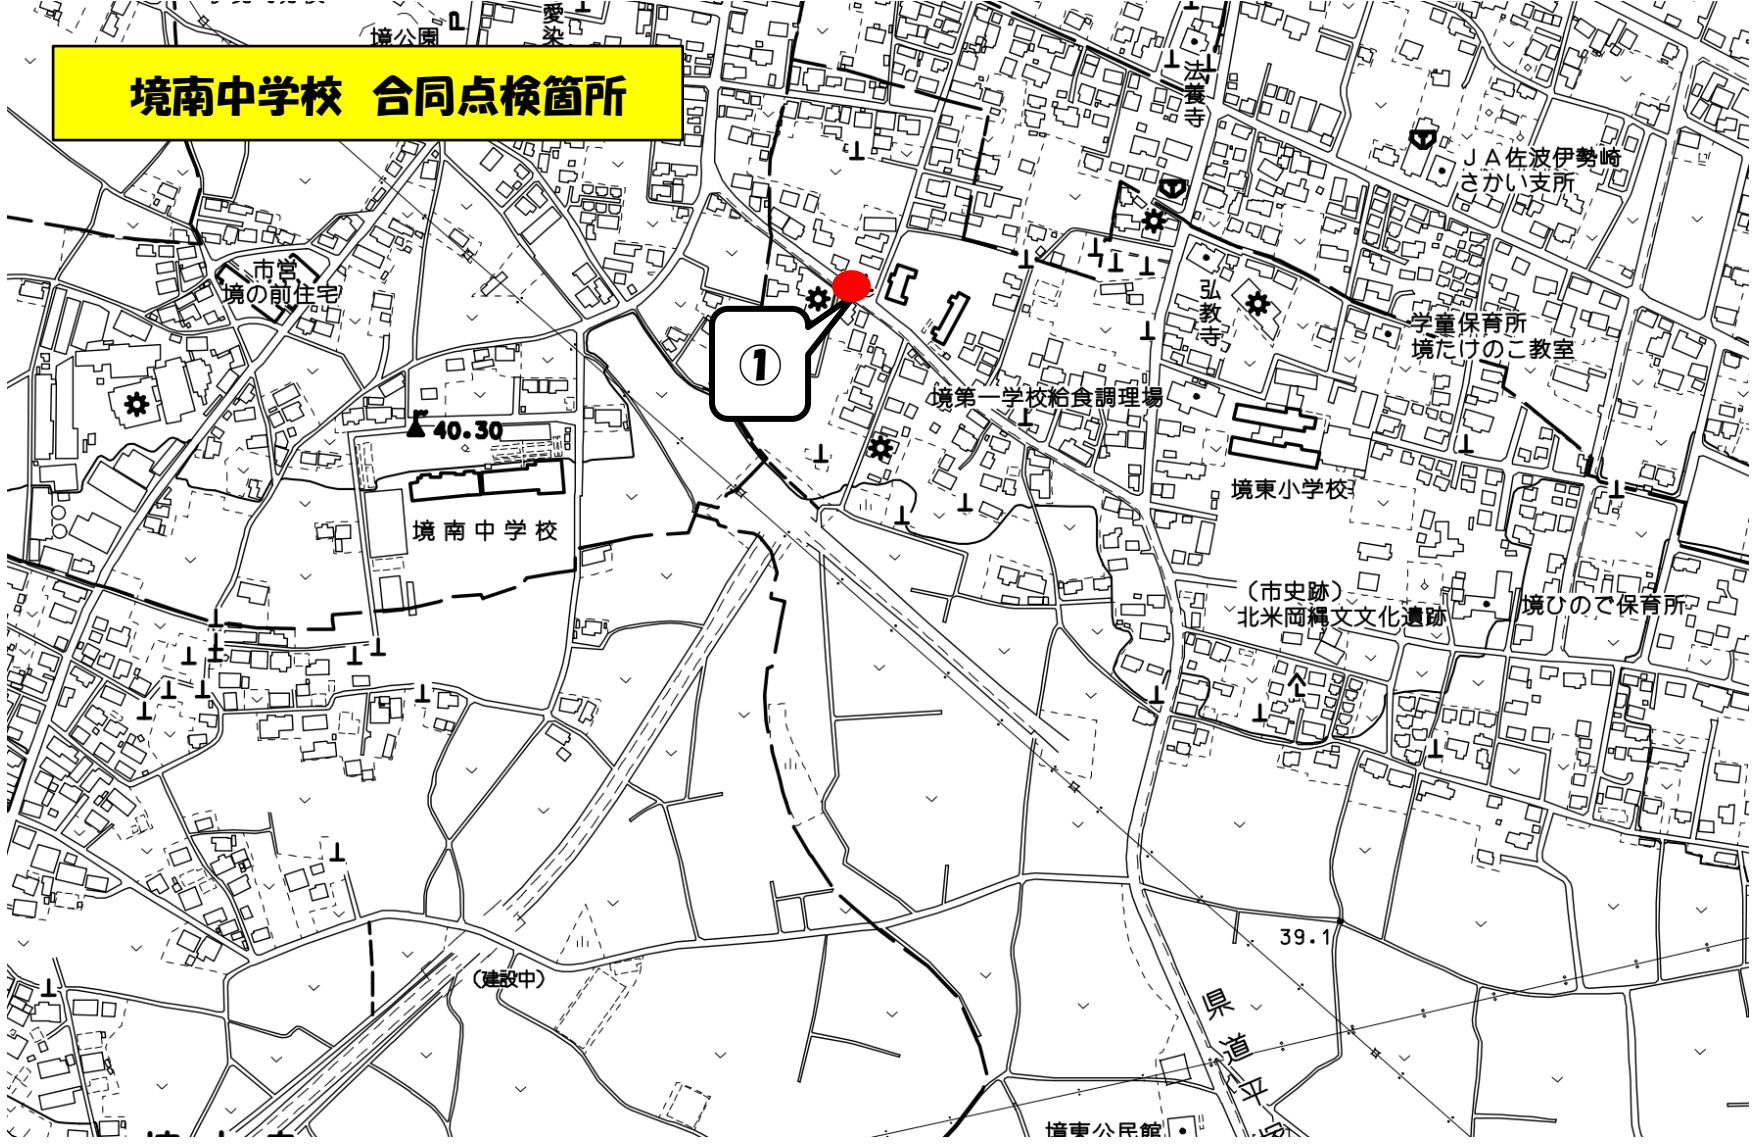 境公園
愛染
境南中学校 合同点検箇所
法養寺
JA佐波伊勢崎
さかい支所
市営
境の前住宅
弘教寺
学童保育所
境たけのこ教室
①
境第一学校給食調理場
40.30
境東小学校
境南中学校
(市史跡)
北米岡縄文文化遺跡
境ひので保育所
39.1
(建設中)
県道平
境東公民館